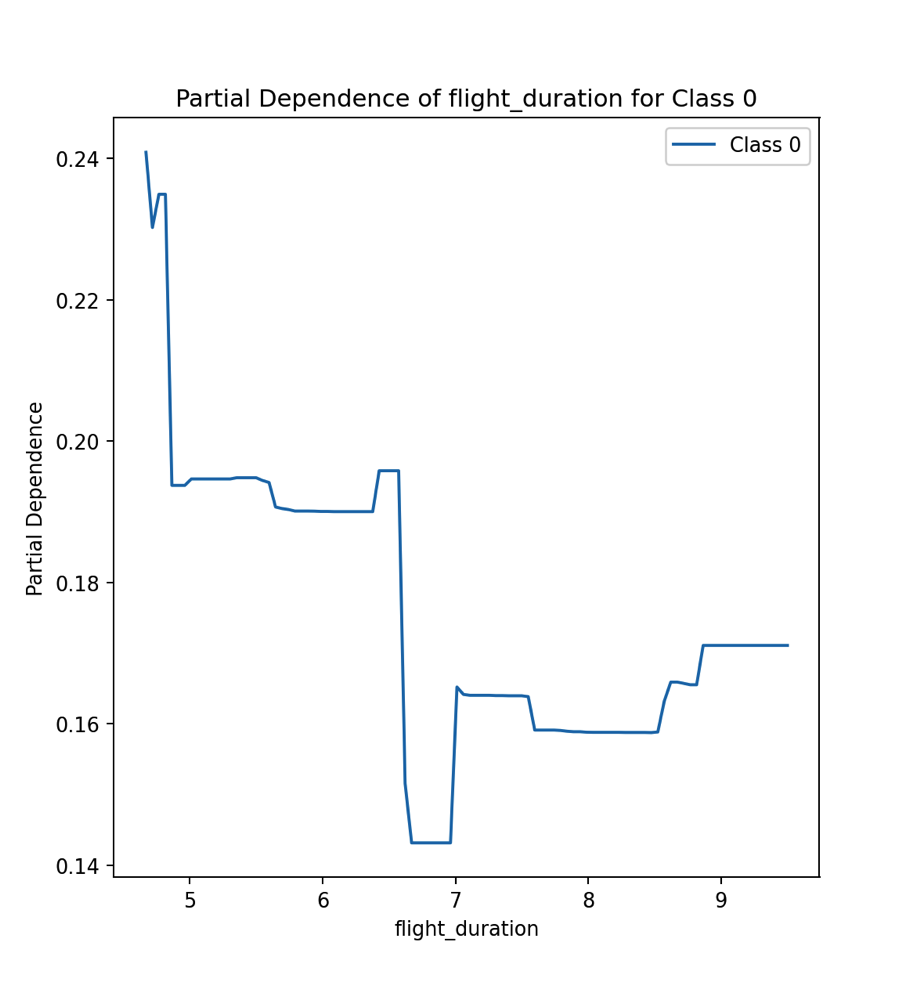 Partial Dependence of flight_duration for Class 0
Class 0
0.24
0.22
0.20
0.18
0.16
0.14
Partial Dependence
5 6 7 8 9
flight_duration